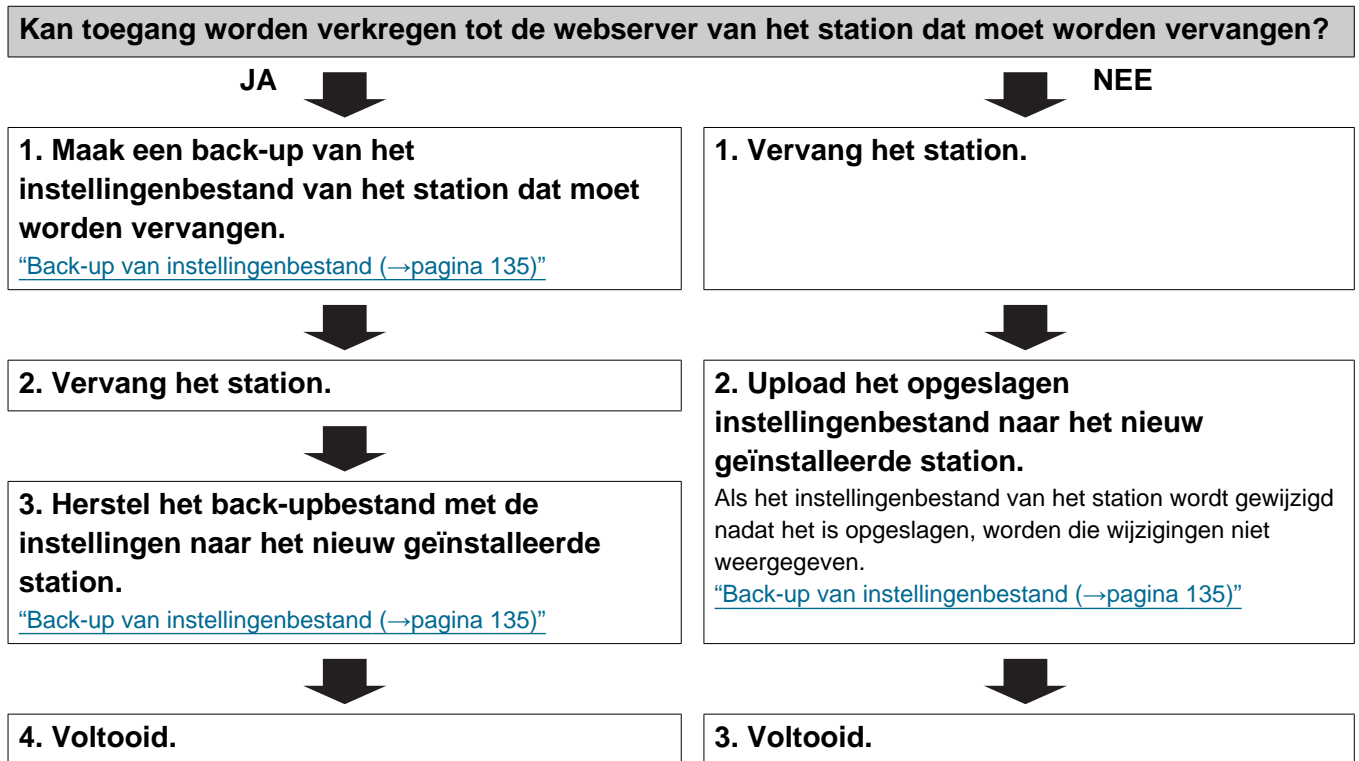 Kan toegang worden verkregen tot de webserver van het station dat moet worden vervangen?
JA
NEE
1. Maak een back-up van het
instellingenbestand van het station dat moet
worden vervangen.
“Back-up van instellingenbestand (→pagina 135)”
2. Vervang het station.
3. Herstel het back-upbestand met de
instellingen naar het nieuw geïnstalleerde
station.
“Back-up van instellingenbestand (→pagina 135)”
4. Voltooid.
1. Vervang het station.
2. Upload het opgeslagen
instellingenbestand naar het nieuw
geïnstalleerde station.
Als het instellingenbestand van het station wordt gewijzigd
nadat het is opgeslagen, worden die wijzigingen niet
weergegeven.
“Back-up van instellingenbestand (→pagina 135)”
3. Voltooid.